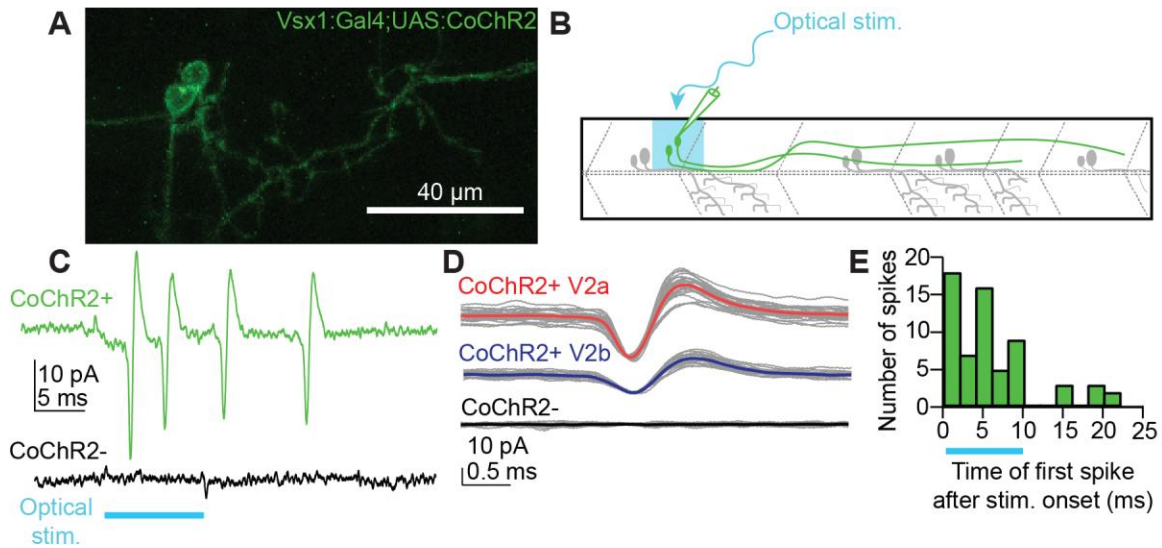 A
Vsx1:Gal4;UAS:CoChR2
40 µm
B
Optical stim.
C
CoChR2+
10 pA
5 ms
CoChR2-
Optical
stim.
D
CoChR2+ V2a
CoChR2+ V2b
CoChR2-
10 pA
0.5 ms
E
Number of spikes
20
15
10
5
0
0 5 10 15 20 25
Time of first spike
after stim. onset (ms)